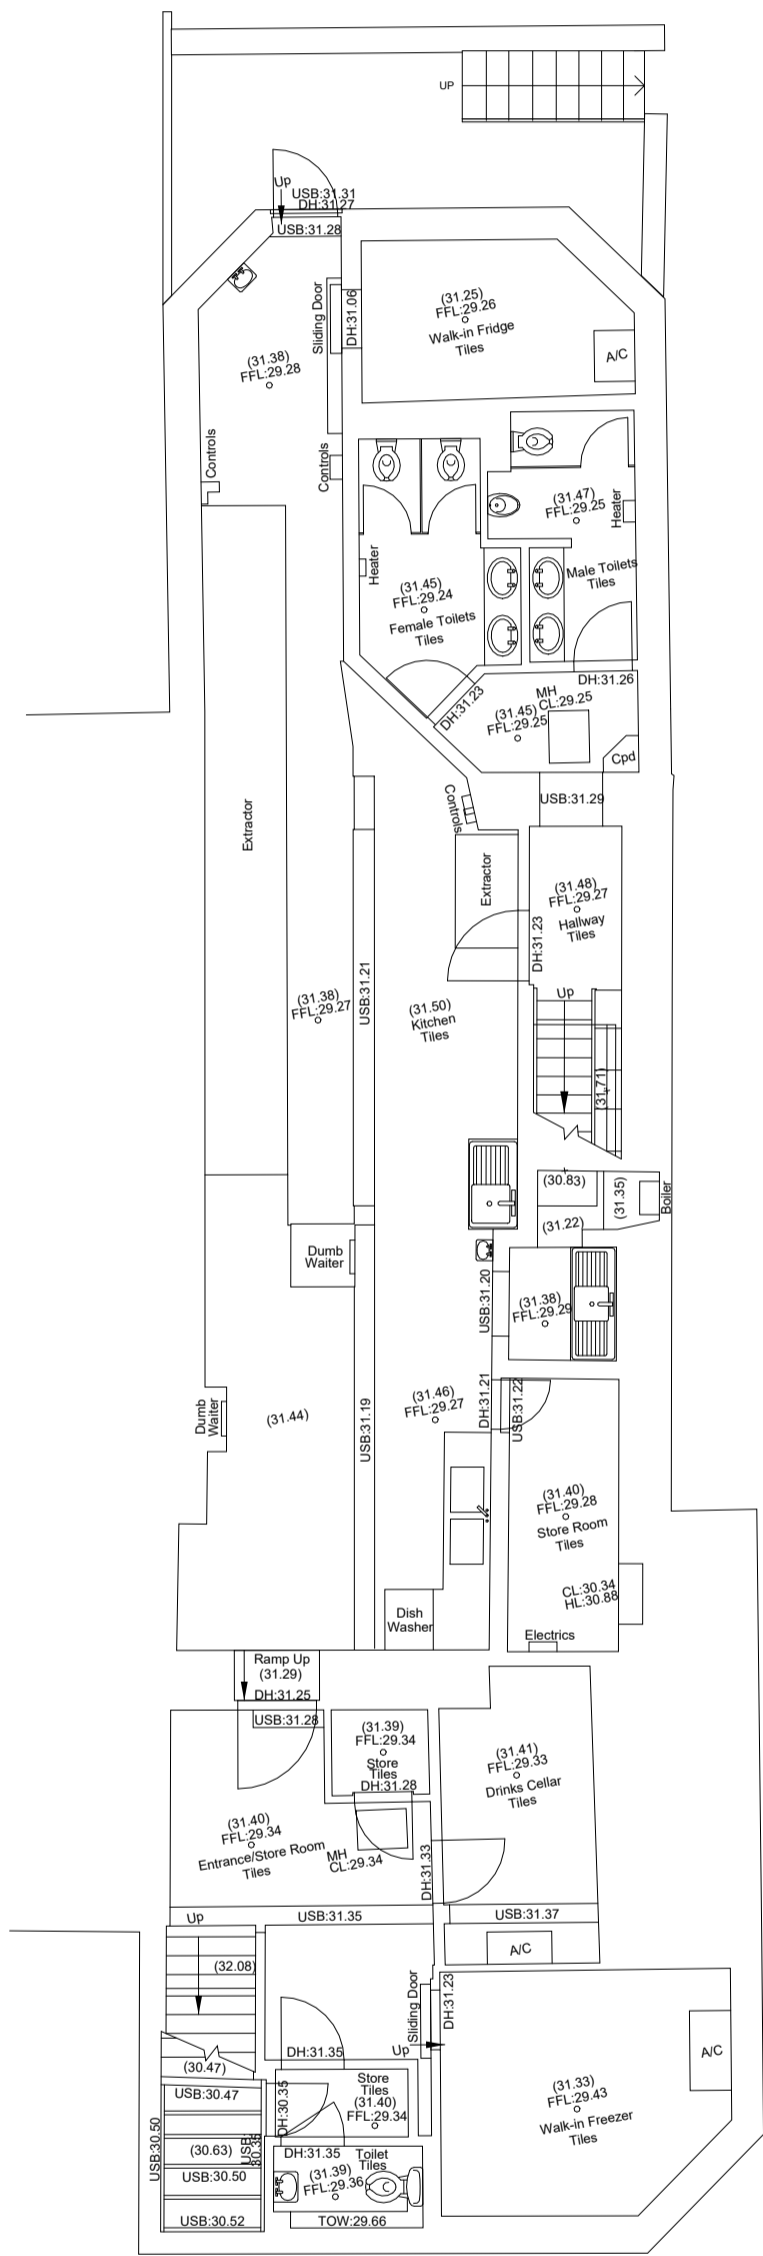 UP
Up
USB:31.31
DH:31.27
USB:31.28
Sliding Door
DH:31.06
(31.25)
FFL:29.26
Walk-in Fridge
Tiles
A/C
(31.38)
FFL:29.28
Controls
Controls
(31.47)
FFL:29.25
Heater
Male Toilets
Tiles
Heater
(31.45)
FFL:29.24
Female Toilets
Tiles
DH:31.23
DH:31.26
MH
CL:29.25
(31.45)
FFL:29.25
Cpd
USB:31.29
Controls
Extractor
Extractor
(31.48)
FFL:29.27
Hallway
Tiles
DH:31.23
Up
(31.71)
(31.38)
FFL:29.27
USB:31.21
(31.50)
Kitchen
Tiles
(30.83)
(31.35)
Boiler
(31.22)
Dumb
Waiter
USB:31.20
(31.38)
FFL:29.29
Dumb
Waiter
(31.44)
USB:31.19
(31.46)
FFL:29.27
DH:31.21
USB:31.22
(31.40)
FFL:29.28
Store Room
Tiles
CL:30.34
HL:30.88
Electrics
Dish
Washer
Ramp Up
(31.29)
DH:31.25
USB:31.28
(31.39)
FFL:29.34
Store
Tiles
DH:31.28
(31.41)
FFL:29.33
Drinks Cellar
Tiles
(31.40)
FFL:29.34
Entrance/Store Room
Tiles
MH
CL:29.34
DH:31.33
Up
USB:31.35
USB:31.37
A/C
(32.08)
Sliding Door
DH:31.23
DH:31.35
Up
A/C
(30.47)
Store
Tiles
(31.40)
FFL:29.34
USB:30.47
DH:30.35
(31.33)
FFL:29.43
Walk-in Freezer
Tiles
USB:30.50
(30.63)
USB:
30.35
DH:31.35
Toilet
Tiles
(31.39)
FFL:29.36
USB:30.50
USB:30.52
TOW:29.66